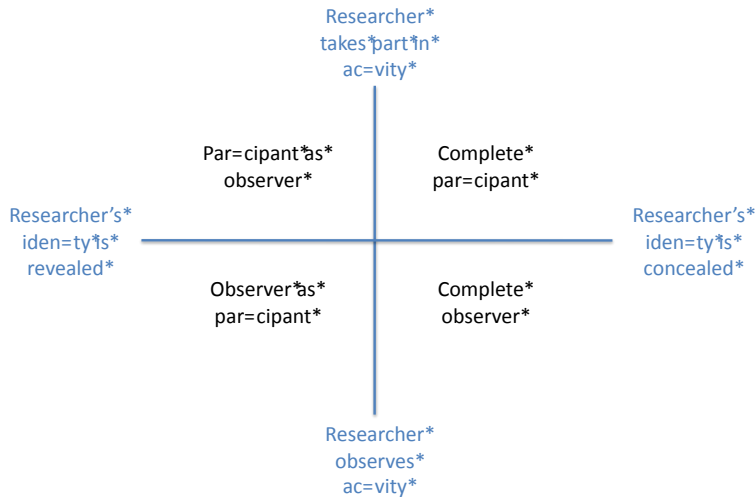 Researcher*
takes*part*in*
ac=vity*
Par=cipant*as*
observer*
Complete*
par=cipant*
Researcher's*
iden=ty*is*
revealed*
Researcher's*
iden=ty*is*
concealed*
Observer*as*
par=cipant*
Complete*
observer*
Researcher*
observes*
ac=vity*